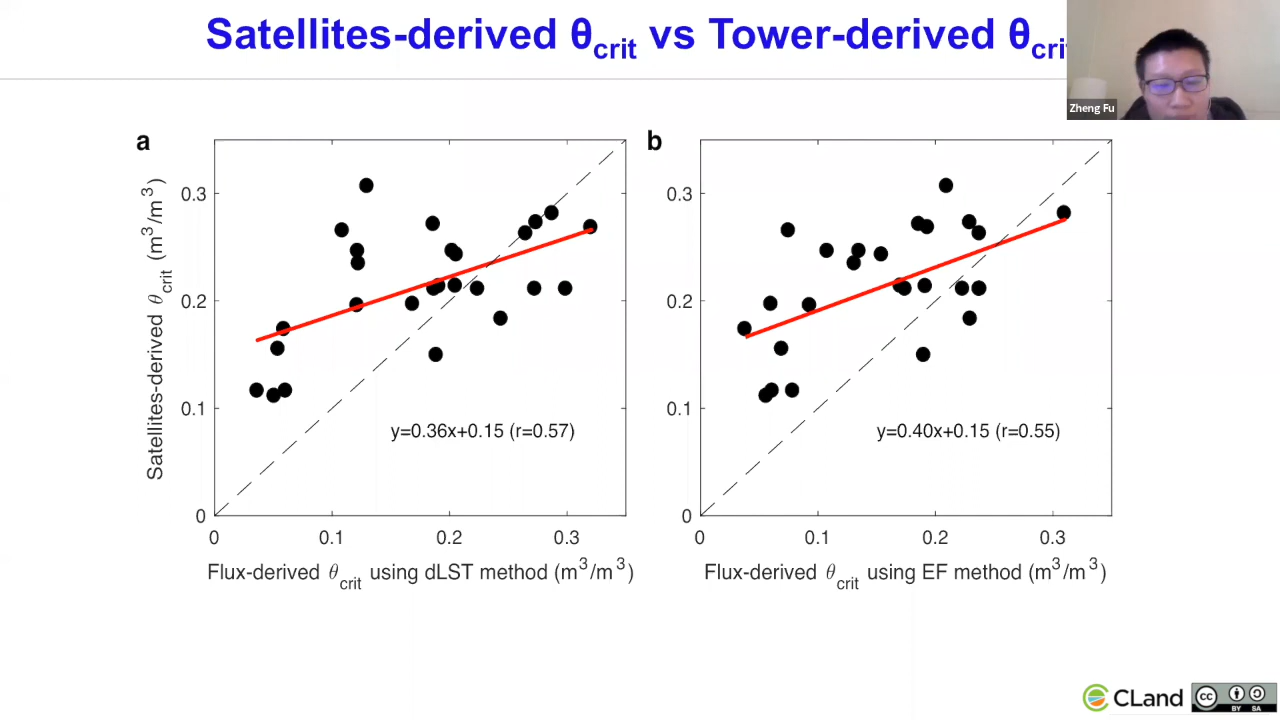 Satellites-derived θcrit vs Tower-derived θcrit
Zheng Fu
a
Satellites-derived θcrit (m3/m3)
0.3
0.2
0.1
0
y=0.36x+0.15 (r=0.57)
0 0.1 0.2 0.3
Flux-derived θcrit using dLST method (m3/m3)
b
0.3
0.2
0.1
0
y=0.40x+0.15 (r=0.55)
0 0.1 0.2 0.3
Flux-derived θcrit using EF method (m3/m3)
CLand
cc
BY SA